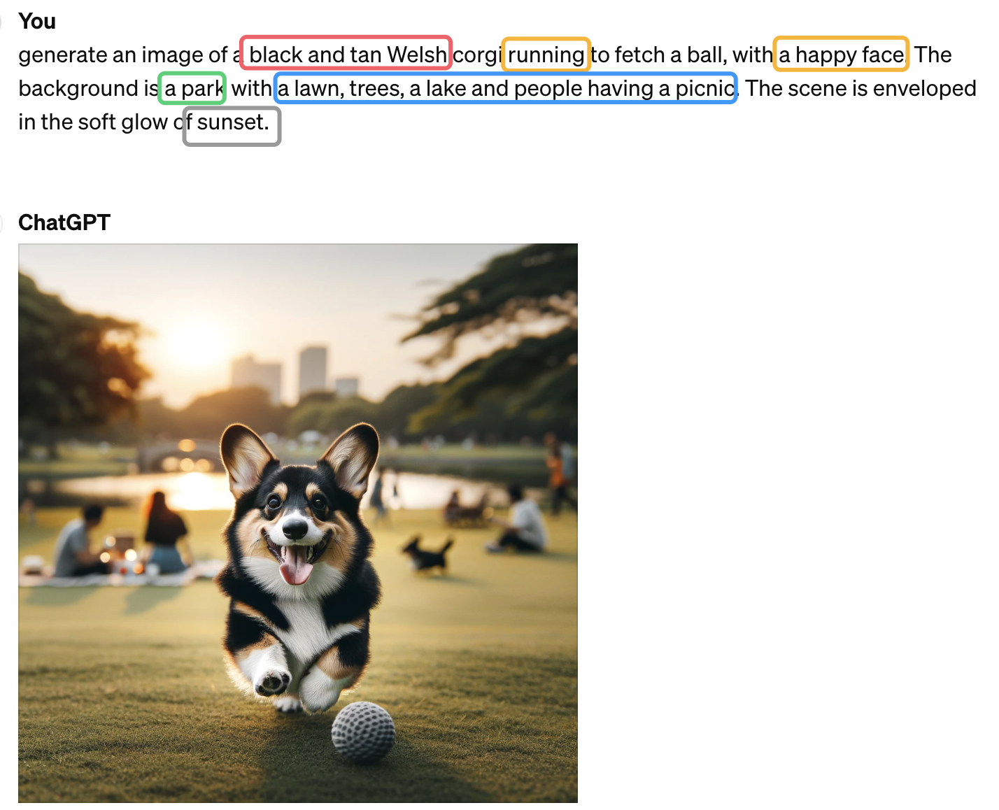 You
generate an image of a black and tan Welsh corgi running to fetch a ball, with a happy face. The
background is a park with a lawn, trees, a lake and people having a picnic. The scene is enveloped
in the soft glow of sunset.
ChatGPT